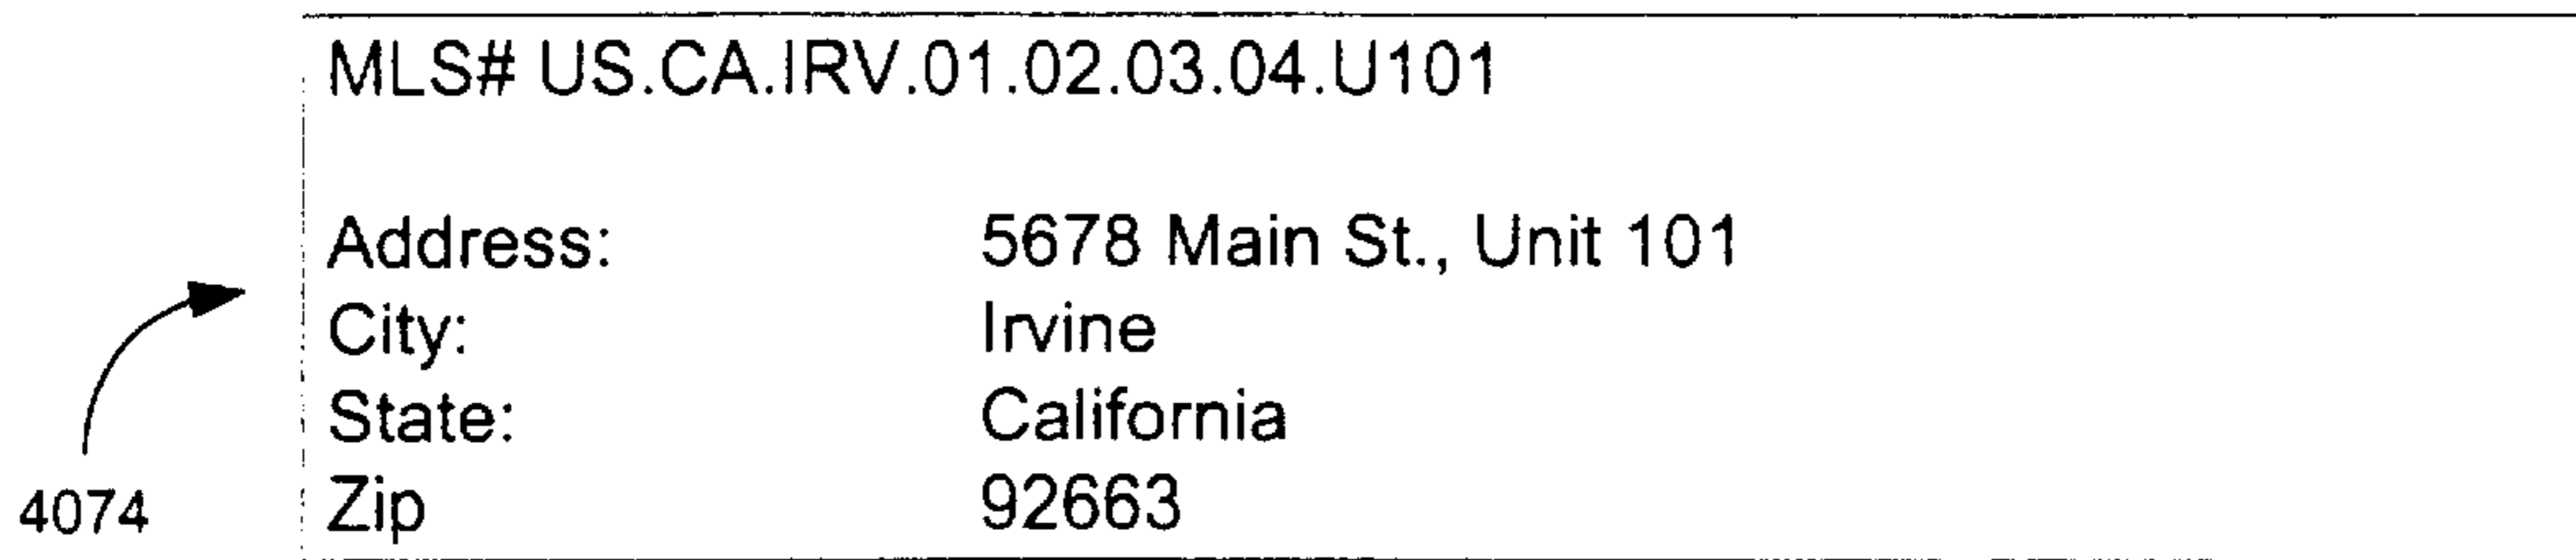 MLS# US.CA.IRV.01.02.03.04.U101
Address: 5678 Main St., Unit 101
City: Irvine
State: California
Zip 92663
4074